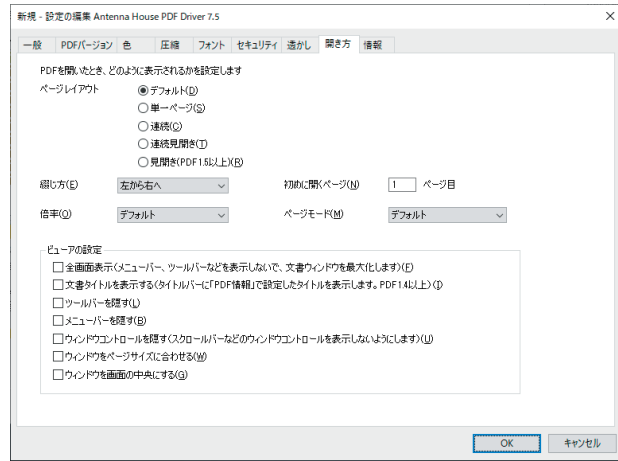 新規 - 設定の編集 Antenna House PDF Driver 7.5
一般 PDFバージョン 色 圧縮 フォント セキュリティ 透かし 開き方 情報
PDFを開いたとき、どのように表示されるかを設定します
ページレイアウト デフォルト(D)
単一ページ(S)
連続(C)
連続見開き(T)
見開き(PDF1.5以上)(R)
綴じ方(E) 左から右へ 初めに開くページ(N) 1 ページ目
倍率(O) デフォルト ページモード(M) デフォルト
ビューアの設定
全画面表示(メニューバー、ツールバーなどを表示しないで、文書ウィンドウを最大化します)(F)
文書タイトルを表示する(タイトルバーに「PDF情報」で設定したタイトルを表示します。PDF1.4以上)(I)
ツールバーを隠す(L)
メニューバーを隠す(B)
ウィンドウコントロールを隠す(スクロールバーなどのウィンドウコントロールを表示しないようにします)(U)
ウィンドウをページサイズに合わせる(W)
ウィンドウを画面の中央にする(G)
OK キャンセル